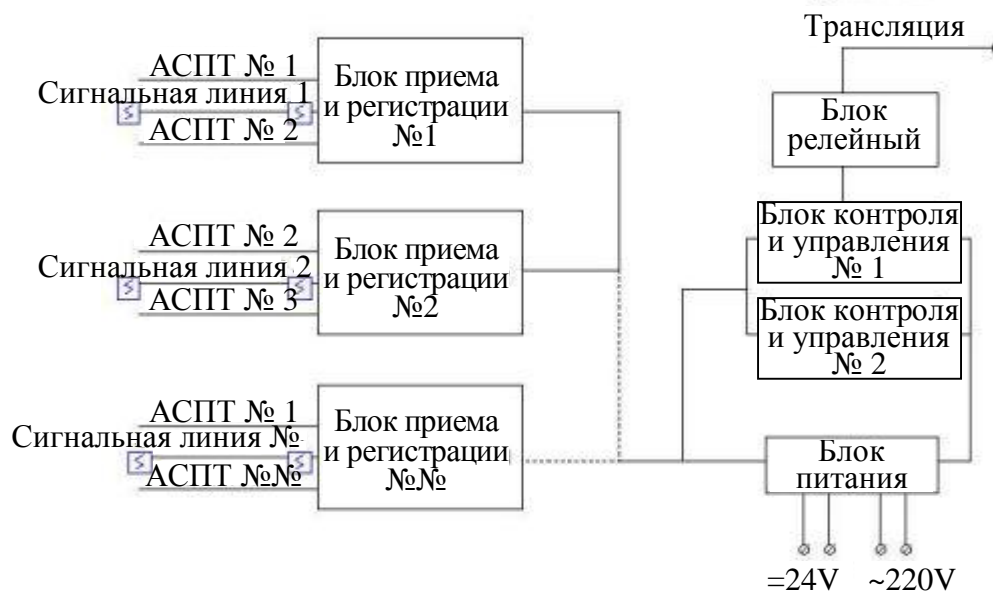 АСПТ № 1
Сигнальная линия 1
АСПТ № 2
Блок приема
и регистрации
№1
АСПТ № 2
Сигнальная линия 2
АСПТ № 3
Блок приема
и регистрации
№2
АСПТ № 1
Сигнальная линия №
АСПТ №№
Блок приема
и регистрации
№№
Трансляция
Блок
релейный
Блок контроля
и управления
№ 1
Блок контроля
и управления
№ 2
Блок
питания
=24V ~220V